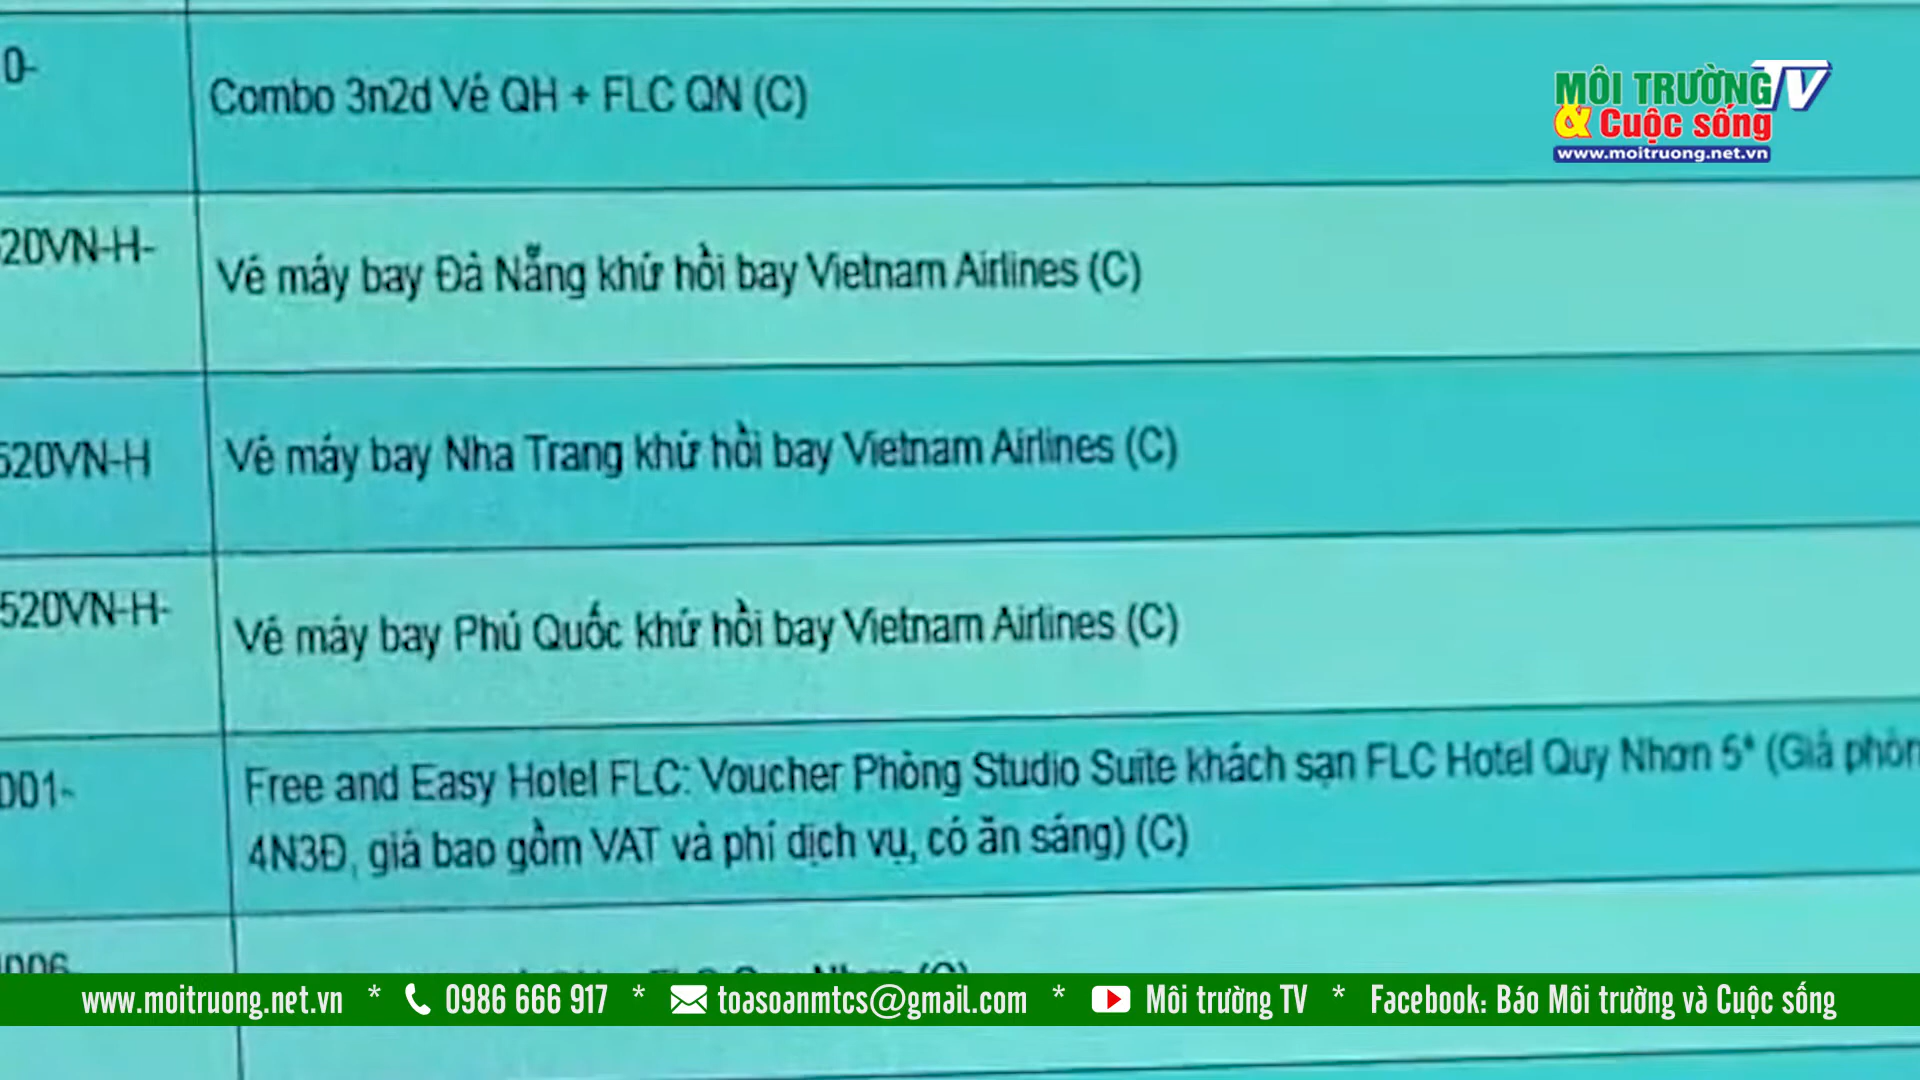 0-
Combo 3n2d Vé QH + FLC QN (C)
MÔI TRƯỜNG TV
& Cuộc sống
www.moitruong.net.vn
20VN-H-
Vé máy bay Đà Nẵng khứ hồi bay Vietnam Airlines (C)
520VN-H
Vé máy bay Nha Trang khứ hồi bay Vietnam Airlines (C)
520VN-H-
Vé máy bay Phú Quốc khứ hồi bay Vietnam Airlines (C)
001-
Free and Easy Hotel FLC: Voucher Phòng Studio Suite khách sạn FLC Hotel Quy Nhơn 5* (Giá phòn
4N3Đ, giá bao gồm VAT và phí dịch vụ, có ăn sáng) (C)
www.moitruong.net.vn * 0986 666 917 * toasoanmtcs@gmail.com * Môi trường TV * Facebook: Báo Môi trường và Cuộc sống